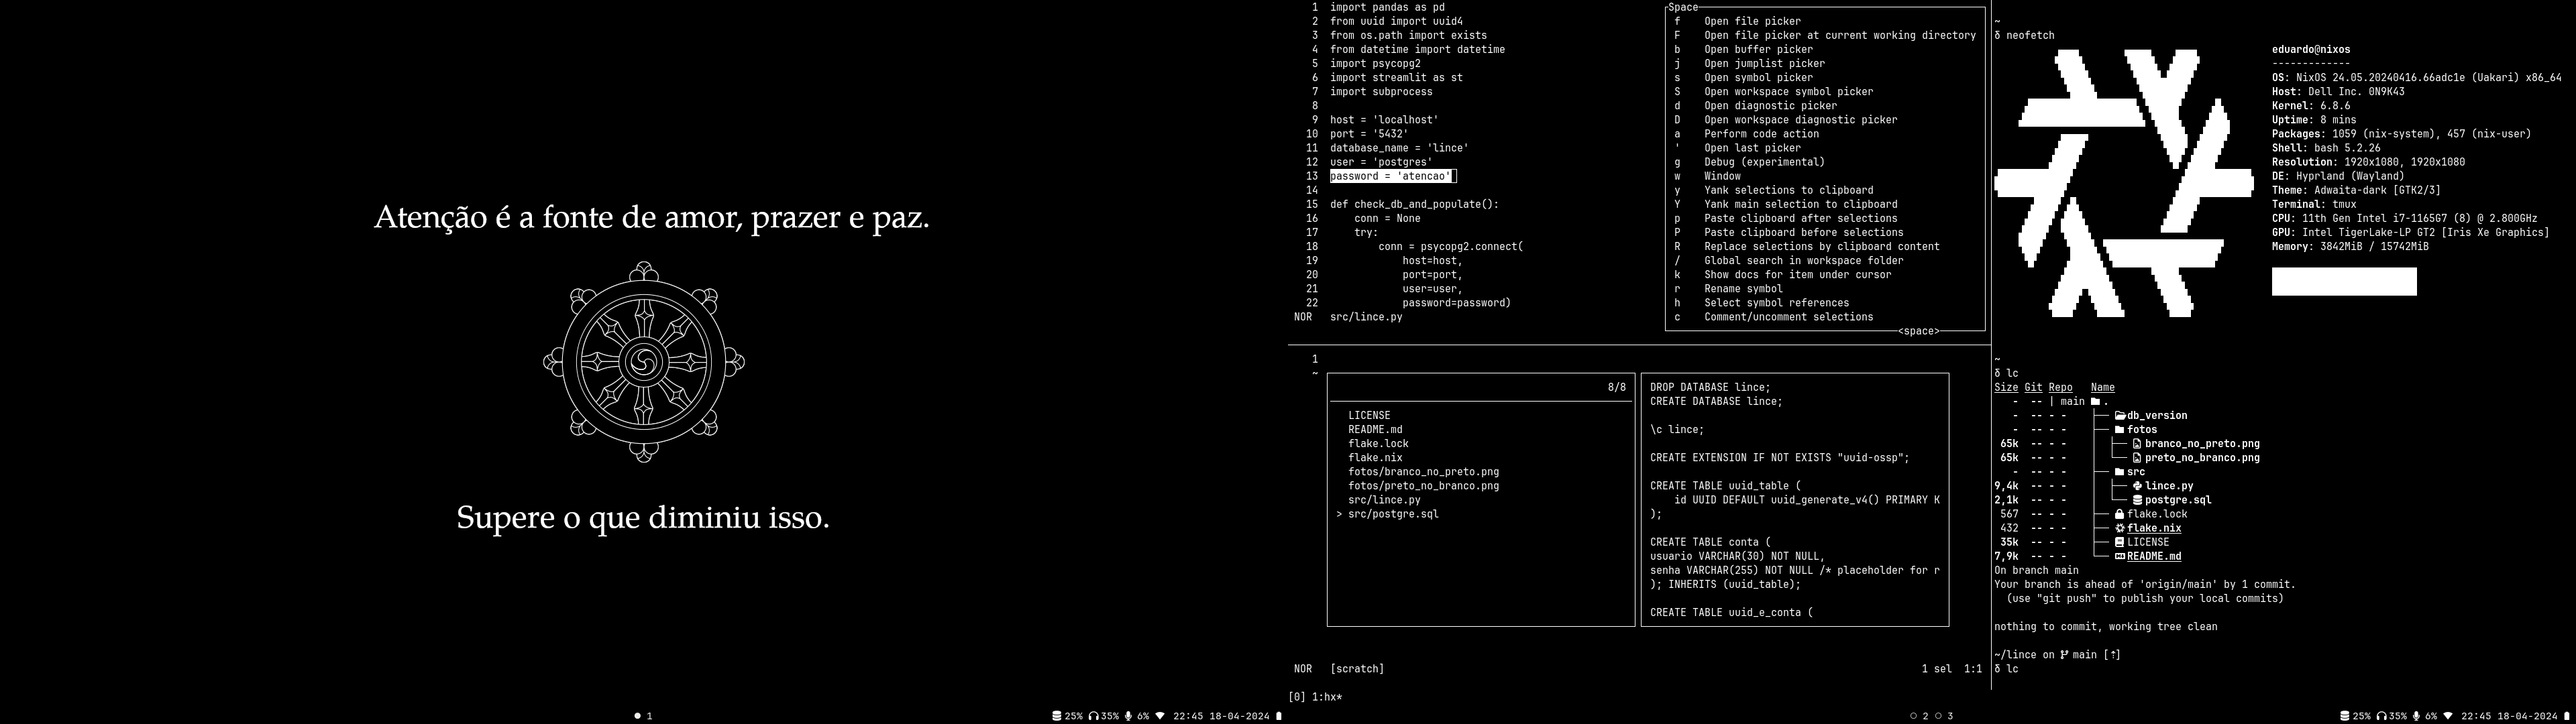 Atenção é a fonte de amor, prazer e paz.
Supere o que diminiu isso.
1
25% 35% 6% 22:45 18-04-2024
1 import pandas as pd
2 from uuid import uuid4
3 from os.path import exists
4 from datetime import datetime
5 import psycopg2
6 import streamlit as st
7 import subprocess
8
9 host = 'localhost'
10 port = '5432'
11 database_name = 'lince'
12 user = 'postgres'
13 password = 'atencao'
14
15 def check_db_and_populate():
16 conn = None
17 try:
18 conn = psycopg2.connect(
19 host=host,
20 port=port,
21 user=user,
22 password=password)
NOR src/lince.py
Space
f Open file picker
F Open file picker at current working directory
b Open buffer picker
j Open jumplist picker
s Open symbol picker
S Open workspace symbol picker
d Open diagnostic picker
D Open workspace diagnostic picker
a Perform code action
' Open last picker
g Debug (experimental)
w Window
y Yank selections to clipboard
Y Yank main selection to clipboard
p Paste clipboard after selections
P Paste clipboard before selections
R Replace selections by clipboard content
/ Global search in workspace folder
k Show docs for item under cursor
r Rename symbol
h Select symbol references
c Comment/uncomment selections
<space>
1
~
8/8
LICENSE
README.md
flake.lock
flake.nix
fotos/branco_no_preto.png
fotos/preto_no_branco.png
src/lince.py
> src/postgre.sql
DROP DATABASE lince;
CREATE DATABASE lince;
\c lince;
CREATE EXTENSION IF NOT EXISTS "uuid-ossp";
CREATE TABLE uuid_table (
id UUID DEFAULT uuid_generate_v4() PRIMARY K
);
CREATE TABLE conta (
usuario VARCHAR(30) NOT NULL,
senha VARCHAR(255) NOT NULL /* placeholder for r
); INHERITS (uuid_table);
CREATE TABLE uuid_e_conta (
NOR [scratch] 1 sel 1:1
[0] 1:hx*
~
δ neofetch
eduardo@nixos
-------------
OS: NixOS 24.05.20240416.66adc1e (Uakari) x86_64
Host: Dell Inc. 0N9K43
Kernel: 6.8.6
Uptime: 8 mins
Packages: 1059 (nix-system), 457 (nix-user)
Shell: bash 5.2.26
Resolution: 1920x1080, 1920x1080
DE: Hyprland (Wayland)
Theme: Adwaita-dark [GTK2/3]
Terminal: tmux
CPU: 11th Gen Intel i7-1165G7 (8) @ 2.800GHz
GPU: Intel TigerLake-LP GT2 [Iris Xe Graphics]
Memory: 3842MiB / 15742MiB
~
δ lc
Size Git Repo Name
- -- | main .
- -- - - db_version
- -- - - fotos
65k -- - - branco_no_preto.png
65k -- - - preto_no_branco.png
- -- - - src
9,4k -- - - lince.py
2,1k -- - - postgre.sql
567 -- - - flake.lock
432 -- - - flake.nix
35k -- - - LICENSE
7,9k -- - - README.md
On branch main
Your branch is ahead of 'origin/main' by 1 commit.
(use "git push" to publish your local commits)
nothing to commit, working tree clean
~/lince on main [⇡]
δ lc
2 3
25% 35% 6% 22:45 18-04-2024